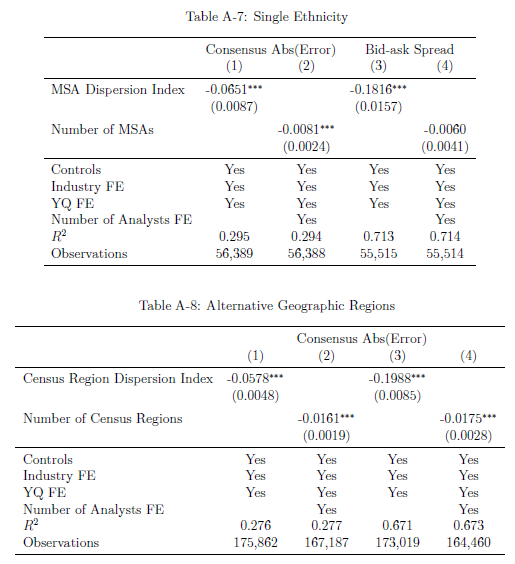 Table A-7: Single Ethnicity
Consensus Abs(Error) Bid-ask Spread
(1) (2) (3) (4)
MSA Dispersion Index -0.0651*** -0.1816***
(0.0087) (0.0157)
Number of MSAs -0.0081*** -0.0060
(0.0024) (0.0041)
Controls Yes Yes Yes Yes
Industry FE Yes Yes Yes Yes
YQ FE Yes Yes Yes Yes
Number of Analysts FE Yes Yes
R² 0.295 0.294 0.713 0.714
Observations 56,389 56,388 55,515 55,514
Table A-8: Alternative Geographic Regions
Consensus Abs(Error)
(1) (2) (3) (4)
Census Region Dispersion Index -0.0578*** -0.1988***
(0.0048) (0.0085)
Number of Census Regions -0.0161*** -0.0175***
(0.0019) (0.0028)
Controls Yes Yes Yes Yes
Industry FE Yes Yes Yes Yes
YQ FE Yes Yes Yes Yes
Number of Analysts FE Yes Yes
R² 0.276 0.277 0.671 0.673
Observations 175,862 167,187 173,019 164,460